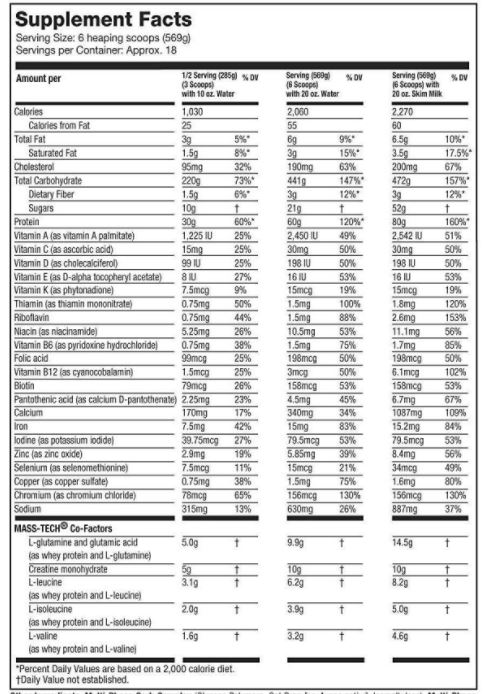 Supplement Facts
Serving Size: 6 heaping scoops (569g)
Servings per Container: Approx. 18
Amount per 1/2 Serving (285g) (3 Scoops) with 10 oz. Water % DV Serving (569g) (6 Scoops) with 20 oz. Water % DV Serving (569g) (6 Scoops) with 20 oz. Skim Milk % DV
Calories 1,030 2,060 2,270
Calories from Fat 25 55 60
Total Fat 3g 5%* 6g 9%* 6.5g 10%*
Saturated Fat 1.5g 8%* 3g 15%* 3.5g 17.5%*
Cholesterol 95mg 32% 190mg 63% 200mg 67%
Total Carbohydrate 220g 73%* 441g 147%* 472g 157%*
Dietary Fiber 1.5g 6%* 3g 12%* 3g 12%*
Sugars 10g † 21g † 52g †
Protein 30g 60%* 60g 120%* 80g 160%*
Vitamin A (as vitamin A palmitate) 1,225 IU 25% 2,450 IU 49% 2,542 IU 51%
Vitamin C (as ascorbic acid) 15mg 25% 30mg 50% 30mg 50%
Vitamin D (as cholecalciferol) 99 IU 25% 198 IU 50% 198 IU 50%
Vitamin E (as D-alpha tocopheryl acetate) 8 IU 27% 16 IU 53% 16 IU 53%
Vitamin K (as phytonadione) 7.5mcg 9% 15mcg 19% 15mcg 19%
Thiamin (as thiamin mononitrate) 0.75mg 50% 1.5mg 100% 1.8mg 120%
Riboflavin 0.75mg 44% 1.5mg 88% 2.6mg 153%
Niacin (as niacinamide) 5.25mg 26% 10.5mg 53% 11.1mg 56%
Vitamin B6 (as pyridoxine hydrochloride) 0.75mg 38% 1.5mg 75% 1.7mg 85%
Folic acid 99mcg 25% 198mcg 50% 198mcg 50%
Vitamin B12 (as cyanocobalamin) 1.5mcg 25% 3mcg 50% 6.1mcg 102%
Biotin 79mcg 26% 158mcg 53% 158mcg 53%
Pantothenic acid (as calcium D-pantothenate) 2.25mg 23% 4.5mg 45% 6.7mg 67%
Calcium 170mg 17% 340mg 34% 1087mg 109%
Iron 7.5mg 42% 15mg 83% 15.2mg 84%
Iodine (as potassium iodide) 39.75mcg 27% 79.5mcg 53% 79.5mcg 53%
Zinc (as zinc oxide) 2.9mg 19% 5.85mg 39% 8.4mg 56%
Selenium (as selenomethionine) 7.5mcg 11% 15mcg 21% 34mcg 49%
Copper (as copper sulfate) 0.75mg 38% 1.5mg 75% 1.6mg 80%
Chromium (as chromium chloride) 78mcg 65% 156mcg 130% 156mcg 130%
Sodium 315mg 13% 630mg 26% 887mg 37%
MASS-TECH® Co-Factors
L-glutamine and glutamic acid 5.0g † 9.9g † 14.5g †
(as whey protein and L-glutamine)
Creatine monohydrate 5g † 10g † 10g †
L-leucine 3.1g † 6.2g † 8.2g †
(as whey protein and L-leucine)
L-isoleucine 2.0g † 3.9g † 5.0g †
(as whey protein and L-isoleucine)
L-valine 1.6g † 3.2g † 4.6g †
(as whey protein and L-valine)
*Percent Daily Values are based on a 2,000 calorie diet.
†Daily Value not established.